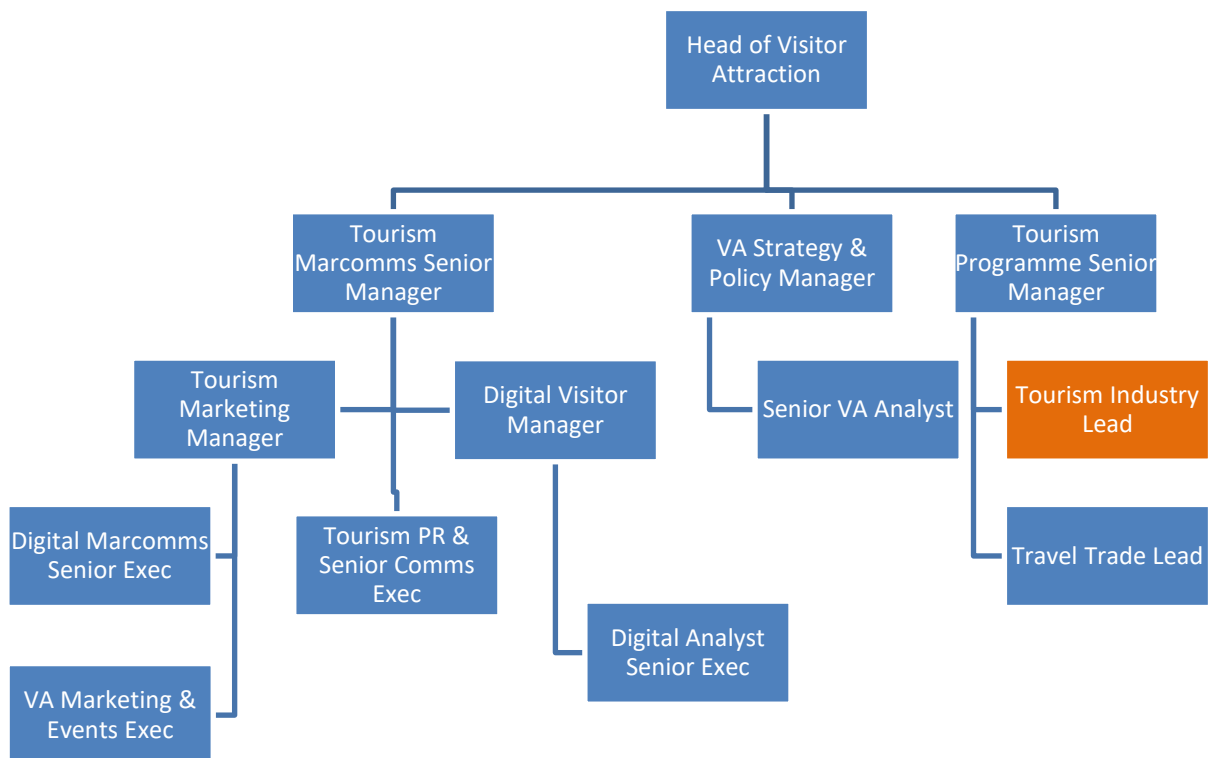 Head of Visitor
Attraction
Tourism
Marcomms Senior
Manager
VA Strategy &
Policy Manager
Tourism
Programme Senior
Manager
Tourism
Marketing
Manager
Digital Visitor
Manager
Senior VA Analyst
Tourism Industry
Lead
Digital Marcomms
Senior Exec
Tourism PR &
Senior Comms
Exec
Travel Trade Lead
Digital Analyst
Senior Exec
VA Marketing &
Events Exec